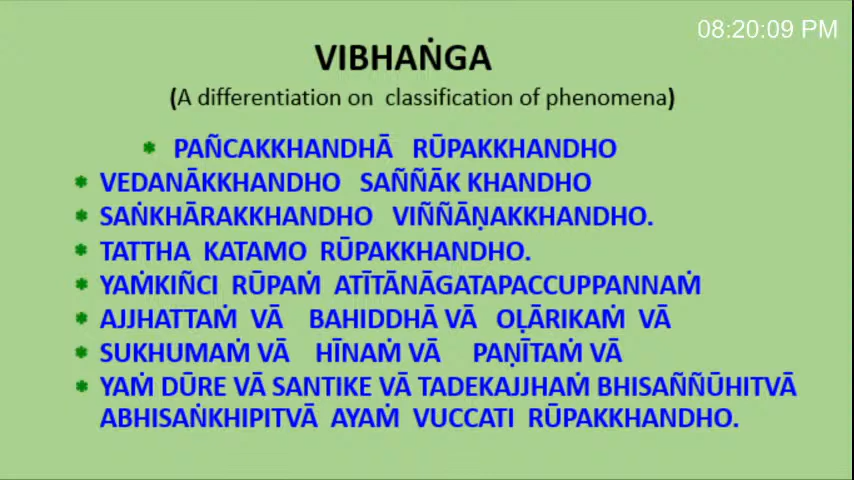 08:20:09 PM
VIBHAṄGA
(A differentiation on classification of phenomena)
* PAÑCAKKHANDHĀ RŪPAKKHANDHO
* VEDANĀKKHANDHO SAÑÑĀK KHANDHO
* SAṄKHĀRAKKHANDHO VIÑÑĀṆAKKHANDHO.
* TATTHA KATAMO RŪPAKKHANDHO.
* YAṀKIÑCI RŪPAṀ ATĪTĀNĀGATAPACCUPPANNAṀ
* AJJHATTAṀ VĀ BAHIDDHĀ VĀ OḶĀRIKAṀ VĀ
* SUKHUMAṀ VĀ HĪNAṀ VĀ PAṆĪTAṀ VĀ
* YAṀ DŪRE VĀ SANTIKE VĀ TADEKAJJHAṀ BHISAÑÑŪHITVĀ
ABHISAṄKHIPITVĀ AYAṀ VUCCATI RŪPAKKHANDHO.